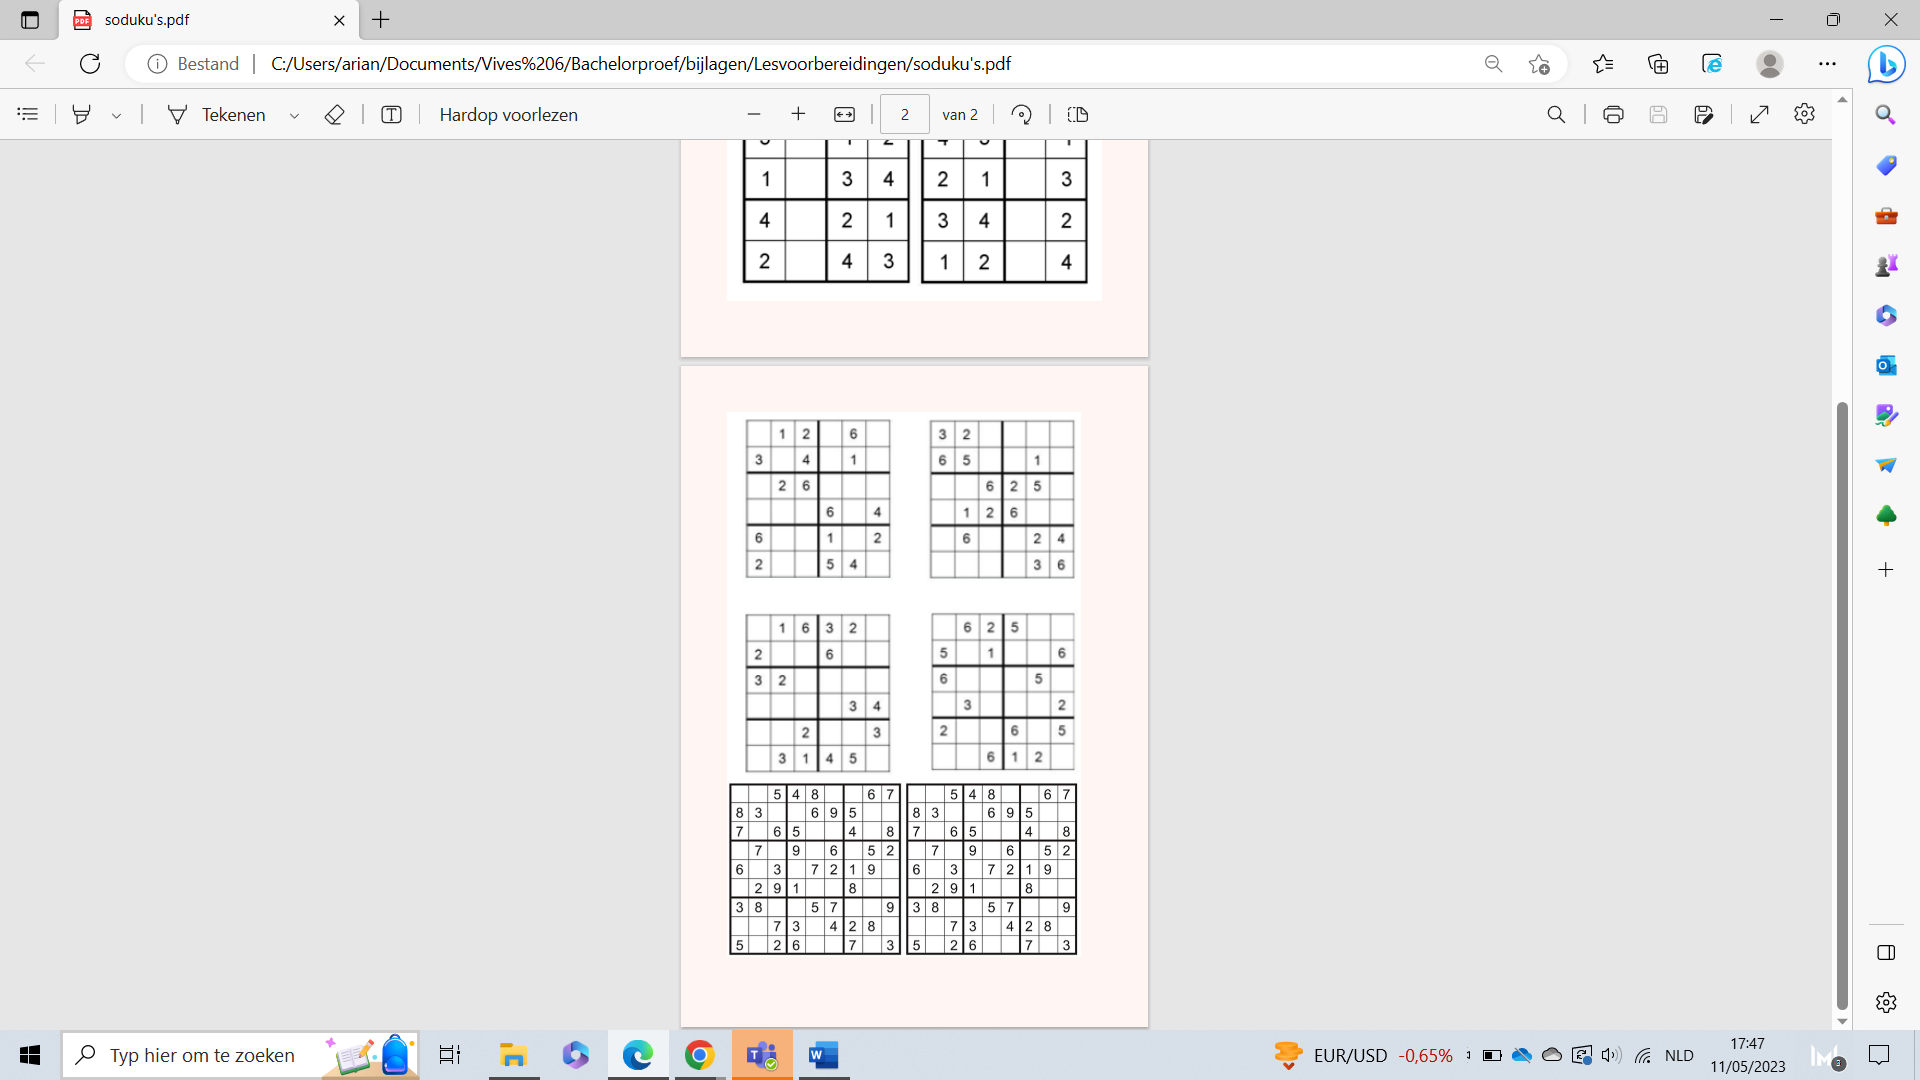 soduku's.pdf
Bestand C:/Users/arian/Documents/Vives%206/Bachelorproef/bijlagen/Lesvoorbereidingen/soduku's.pdf
Tekenen Hardop voorlezen 2 van 2
1 3 4 2 1 3
4 2 1 3 4 2
2 4 3 1 2 4
1 2 6 3 2
3 4 1 6 5 1
2 6 6 2 5
6 4 1 2 6
6 1 2 6 2 4
2 5 4 3 6
1 6 3 2 6 2 5
2 6 5 1 6
3 2 6 5
3 4 3 2
2 3 2 6 5
3 1 4 5 6 1 2
5 4 8 6 7 5 4 8 6 7
8 3 6 9 5 8 3 6 9 5
7 6 5 4 8 7 6 5 4 8
7 9 6 5 2 7 9 6 5 2
6 3 7 2 1 9 6 3 7 2 1 9
2 9 1 8 2 9 1 8
3 8 5 7 9 3 8 5 7 9
7 3 4 2 8 7 3 4 2 8
5 2 6 7 3 5 2 6 7 3
Typ hier om te zoeken EUR/USD -0,65% NLD 17:47
11/05/2023 3